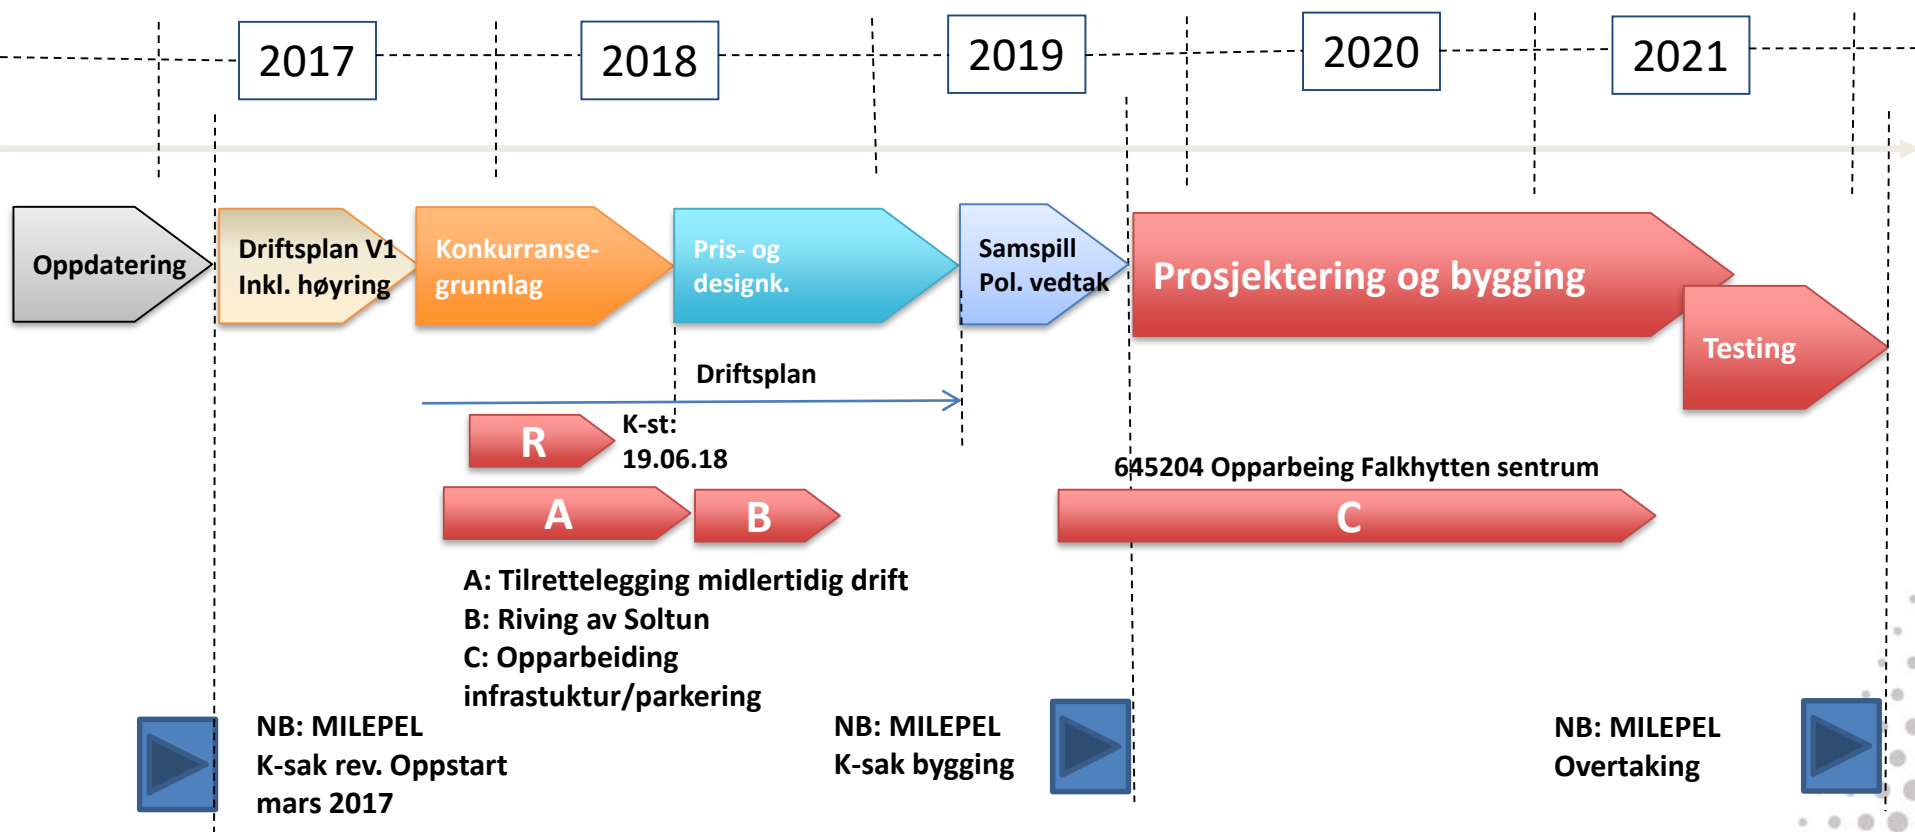 2017
2018
2019
2020
2021
Oppdatering
Driftsplan V1
Inkl. høyring
Konkurranse-
grunnlag
Pris- og
designk.
Samspill
Pol. vedtak
Prosjektering og bygging
Testing
Driftsplan
R
K-st:
19.06.18
645204 Opparbeing Falkhytten sentrum
A
B
C
A: Tilrettelegging midlertidig drift
B: Riving av Soltun
C: Opparbeiding
infrastuktur/parkering
NB: MILEPEL
K-sak rev. Oppstart
mars 2017
NB: MILEPEL
K-sak bygging
NB: MILEPEL
Overtaking